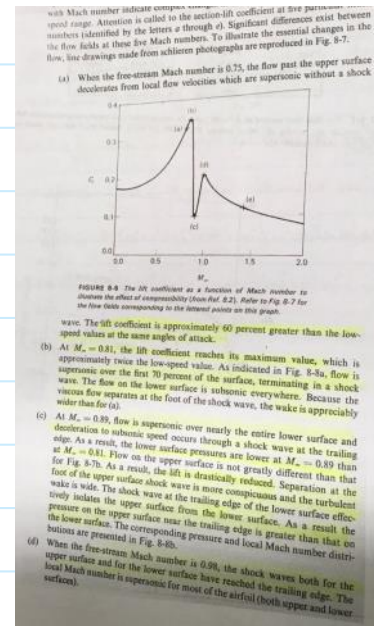 with Mach number indicate
speed range. Attention is called to the section-lift coefficient at five
numbers (identified by the letters a through e). Significant differences exist between
the flow fields at these five Mach numbers. To illustrate the essential changes in the
flow, line drawings made from schlieren photographs are reproduced in Fig. 8-7.
(a) When the free-stream Mach number is 0.75, the flow past the upper surface
decelerates from local flow velocities which are supersonic without a shock
0.4
(b)
(a)
0.3
(d)
C 0.2
(e)
0.1
(c)
0.0
0.0 0.5 1.0 1.5 2.0
M∞
FIGURE 8-6 The lift coefficient as a function of Mach number to
illustrate the effect of compressibility (from Ref. 8.2). Refer to Fig. 8-7 for
the flow fields corresponding to the lettered points on this graph.
wave. The lift coefficient is approximately 60 percent greater than the low-
speed values at the same angles of attack.
(b) At M∞ = 0.81, the lift coefficient reaches its maximum value, which is
approximately twice the low-speed value. As indicated in Fig. 8-8a, flow is
supersonic over the first 70 percent of the surface, terminating in a shock
wave. The flow on the lower surface is subsonic everywhere. Because the
viscous flow separates at the foot of the shock wave, the wake is appreciably
wider than for (a).
(c) At M∞ = 0.89, flow is supersonic over nearly the entire lower surface and
deceleration to subsonic speed occurs through a shock wave at the trailing
edge. As a result, the lower surface pressures are lower at M∞ = 0.89 than
at M∞ = 0.81. Flow on the upper surface is not greatly different than that
for Fig. 8-7b. As a result, the lift is drastically reduced. Separation at the
foot of the upper surface shock wave is more conspicuous and the turbulent
wake is wide. The shock wave at the trailing edge of the lower surface effec-
tively isolates the upper surface from the lower surface. As a result the
pressure on the upper surface near the trailing edge is greater than that on
the lower surface. The corresponding pressure and local Mach number distri-
butions are presented in Fig. 8-8b.
(d) When the free-stream Mach number is 0.98, the shock waves both for the
upper surface and for the lower surface have reached the trailing edge. The
local Mach number is supersonic for most of the airfoil (both upper and lower
surfaces).